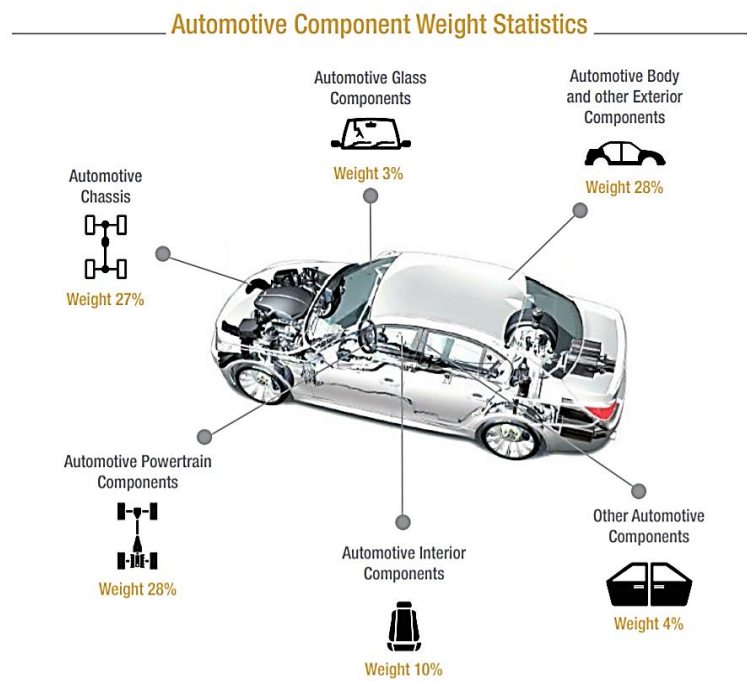 Automotive Component Weight Statistics
Automotive Glass
Components
Weight 3%
Automotive Body
and other Exterior
Components
Weight 28%
Automotive
Chassis
Weight 27%
Automotive Powertrain
Components
Weight 28%
Automotive Interior
Components
Weight 10%
Other Automotive
Components
Weight 4%